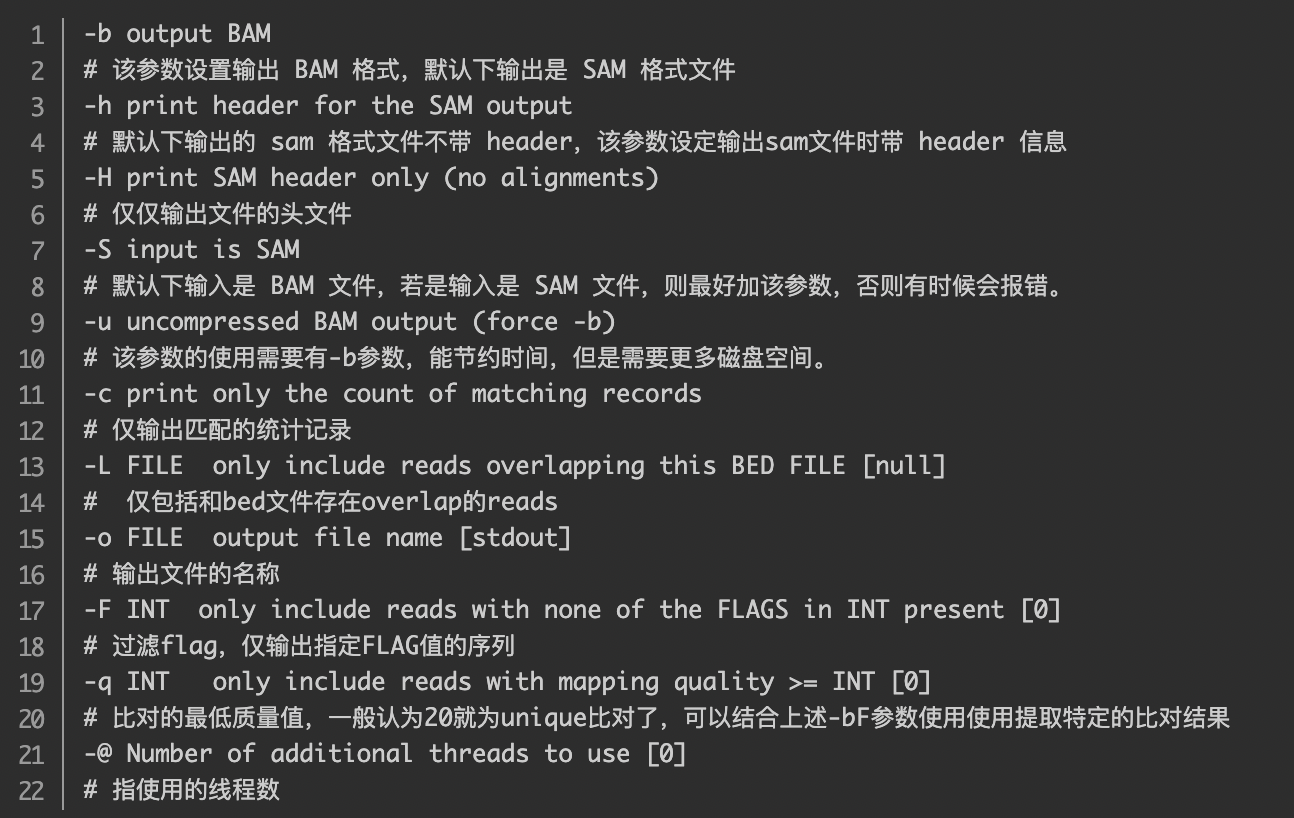 1 -b output BAM
2 # 该参数设置输出 BAM 格式，默认下输出是 SAM 格式文件
3 -h print header for the SAM output
4 # 默认下输出的 sam 格式文件不带 header，该参数设定输出sam文件时带 header 信息
5 -H print SAM header only (no alignments)
6 # 仅仅输出文件的头文件
7 -S input is SAM
8 # 默认下输入是 BAM 文件，若是输入是 SAM 文件，则最好加该参数，否则有时候会报错。
9 -u uncompressed BAM output (force -b)
10 # 该参数的使用需要有-b参数，能节约时间，但是需要更多磁盘空间。
11 -c print only the count of matching records
12 # 仅输出匹配的统计记录
13 -L FILE  only include reads overlapping this BED FILE [null]
14 #  仅包括和bed文件存在overlap的reads
15 -o FILE  output file name [stdout]
16 # 输出文件的名称
17 -F INT  only include reads with none of the FLAGS in INT present [0]
18 # 过滤flag，仅输出指定FLAG值的序列
19 -q INT   only include reads with mapping quality >= INT [0]
20 # 比对的最低质量值，一般认为20就为unique比对了，可以结合上述-bF参数使用使用提取特定的比对结果
21 -@ Number of additional threads to use [0]
22 # 指使用的线程数